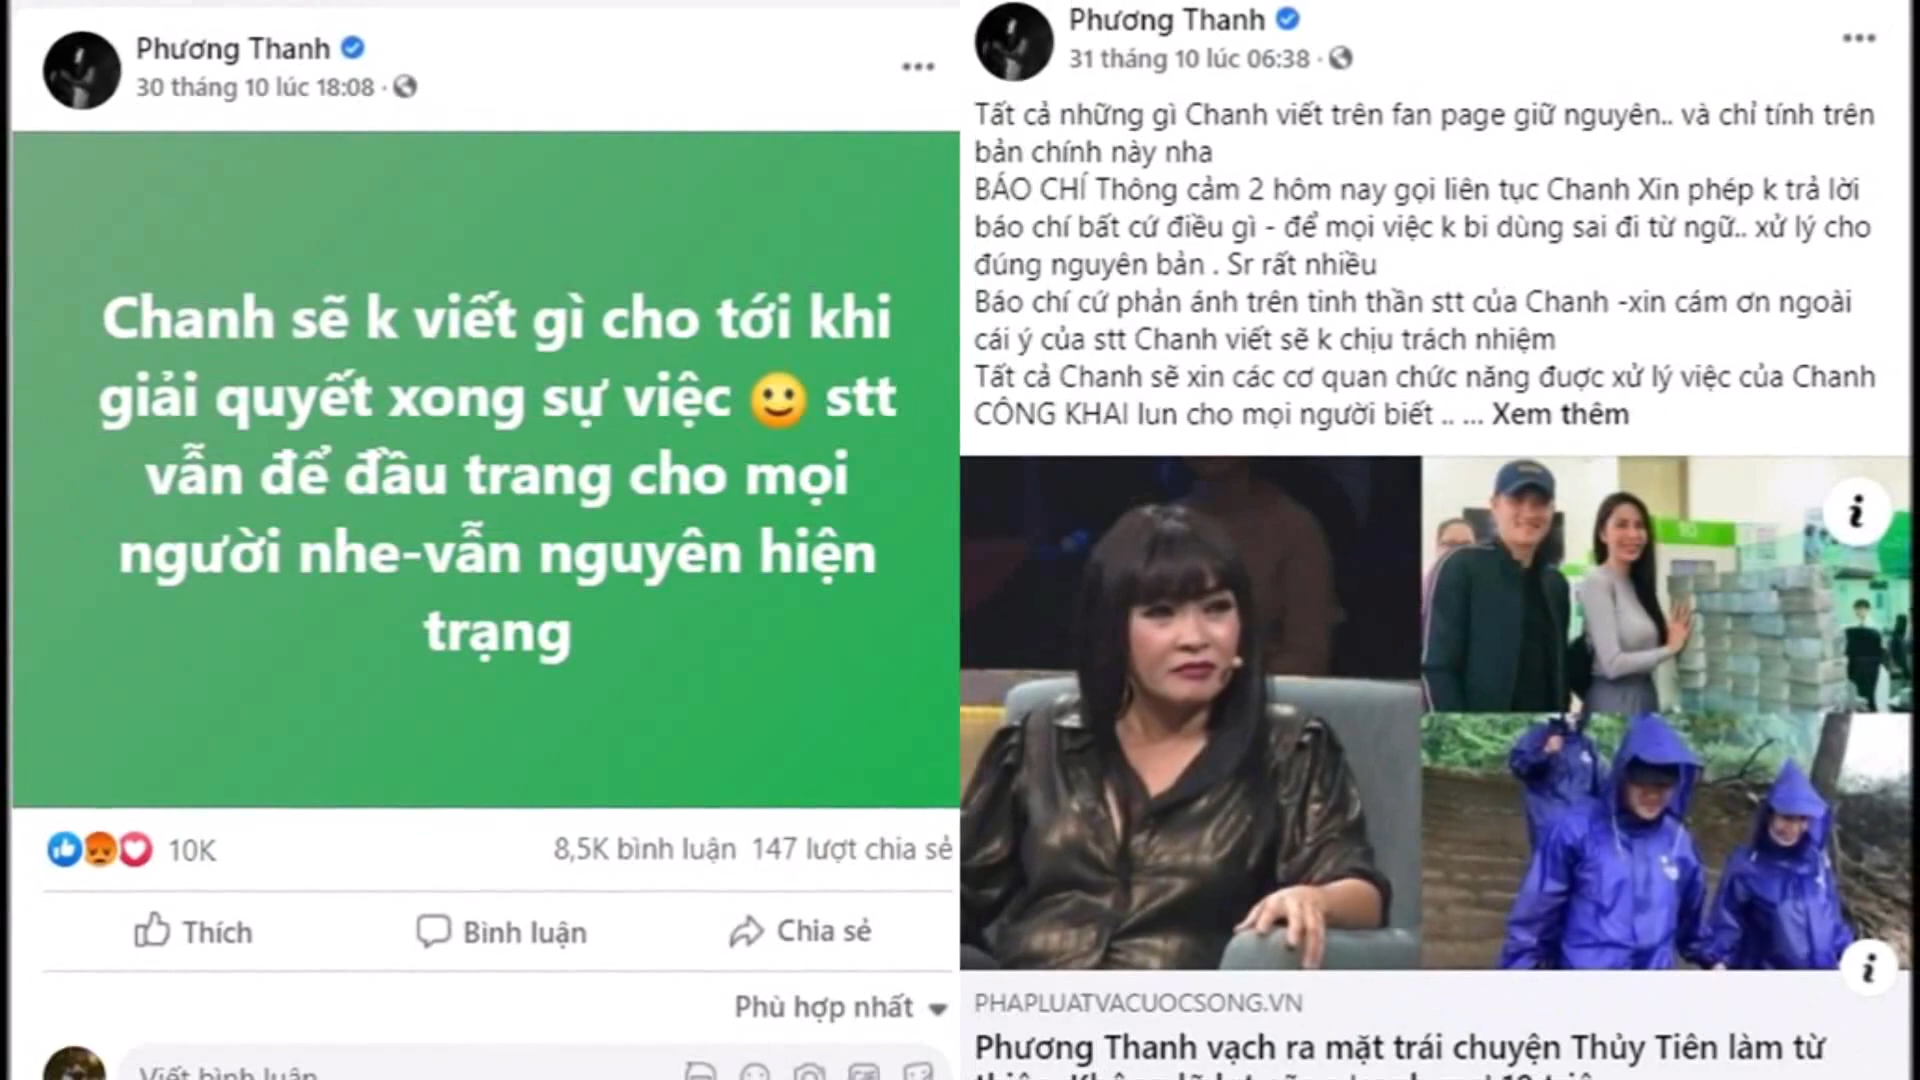 Phương Thanh
30 tháng 10 lúc 18:08
Chanh sẽ k viết gì cho tới khi
giải quyết xong sự việc 🙂 stt
vẫn để đầu trang cho mọi
người nhe-vẫn nguyên hiện
trạng
10K
8,5K bình luận 147 lượt chia sẻ
Thích
Bình luận
Chia sẻ
Phù hợp nhất
Viết bình luận
Phương Thanh
31 tháng 10 lúc 06:38
Tất cả những gì Chanh viết trên fan page giữ nguyên.. và chỉ tính trên
bản chính này nha
BÁO CHÍ Thông cảm 2 hôm nay gọi liên tục Chanh Xin phép k trả lời
báo chí bất cứ điều gì - để mọi việc k bi dùng sai đi từ ngữ.. xử lý cho
đúng nguyên bản . Sr rất nhiều
Báo chí cứ phản ánh trên tinh thần stt của Chanh -xin cám ơn ngoài
cái ý của stt Chanh viết sẽ k chịu trách nhiệm
Tất cả Chanh sẽ xin các cơ quan chức năng đuợc xử lý việc của Chanh
CÔNG KHAI lun cho mọi người biết .. ... Xem thêm
PHAPLUATVACUOCSONG.VN
Phương Thanh vạch ra mặt trái chuyện Thủy Tiên làm từ